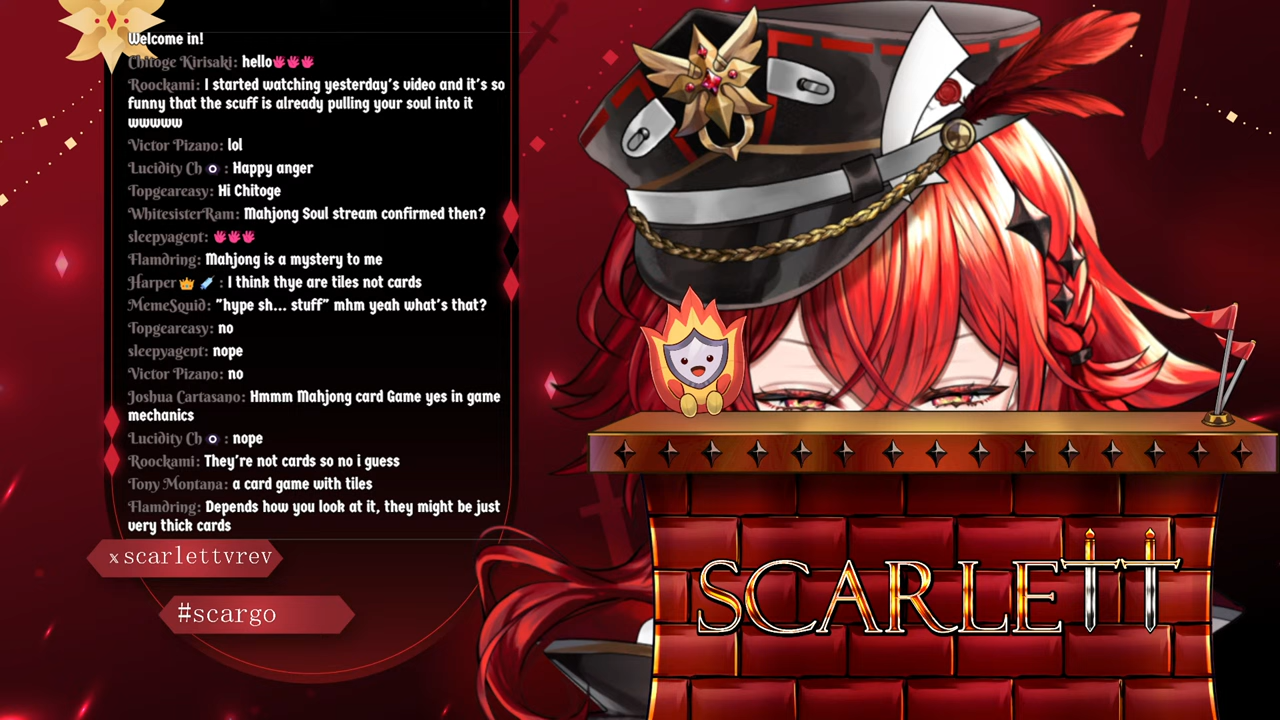 Welcome in!
Chitoge Kirisaki: hello
Roockami: I started watching yesterday's video and it's so
funny that the scuff is already pulling your soul into it
wwwww
Victor Pizano: lol
Lucidity Ch : Happy anger
Topgeareasy: Hi Chitoge
WhitesisterRam: Mahjong Soul stream confirmed then?
sleepyagent:
Flamdring: Mahjong is a mystery to me
Harper : I think thye are tiles not cards
MemeSquid: "hype sh... stuff" mhm yeah what's that?
Topgeareasy: no
sleepyagent: nope
Victor Pizano: no
Joshua Cartasano: Hmmm Mahjong card Game yes in game
mechanics
Lucidity Ch : nope
Roockami: They're not cards so no i guess
Tony Montana: a card game with tiles
Flamdring: Depends how you look at it, they might be just
very thick cards
x scarlettvrev
#scargo
SCARLETT